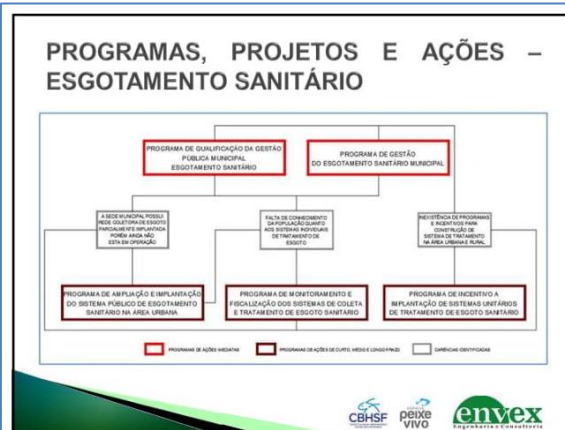 PROGRAMAS, PROJETOS E AÇÕES –
ESGOTAMENTO SANITÁRIO
PROGRAMA DE QUALIFICAÇÃO DA GESTÃO
PÚBLICA MUNICIPAL
ESGOTAMENTO SANITÁRIO
PROGRAMA DE GESTÃO
DO ESGOTAMENTO SANITÁRIO MUNICIPAL
A SEDE MUNICIPAL POSSUI
REDE COLETORA DE ESGOTO
PARCIALMENTE IMPLANTADA
PORÉM AINDA NÃO
ESTA EM OPERAÇÃO
FALTA DE CONHECIMENTO
DA POPULAÇÃO QUANTO
AOS SISTEMAS INDIVIDUAIS
DE TRATAMENTO DE
ESGOTO
INEXISTÊNCIA DE PROGRAMAS
E INCENTIVOS PARA
CONSTRUÇÃO DE
SISTEMA DE TRATAMENTO
NA ÁREA URBANA E RURAL
PROGRAMA DE AMPLIAÇÃO E IMPLANTAÇÃO
DO SISTEMA PÚBLICO DE ESGOTAMENTO
SANITÁRIO NA ÁREA URBANA
PROGRAMA DE MONITORAMENTO E
FISCALIZAÇÃO DOS SISTEMAS DE COLETA
E TRATAMENTO DE ESGOTO SANITÁRIO
PROGRAMA DE INCENTIVO A
IMPLANTAÇÃO DE SISTEMAS UNITÁRIOS
DE TRATAMENTO DE ESGOTO SANITÁRIO
PROGRAMAS DE AÇÕES IMEDIATAS
PROGRAMAS DE AÇÕES DE CURTO, MÉDIO E LONGO PRAZO
CARÊNCIAS IDENTIFICADAS
CBHSF
peixe
vivo
envex
Engenharia e Consultoria